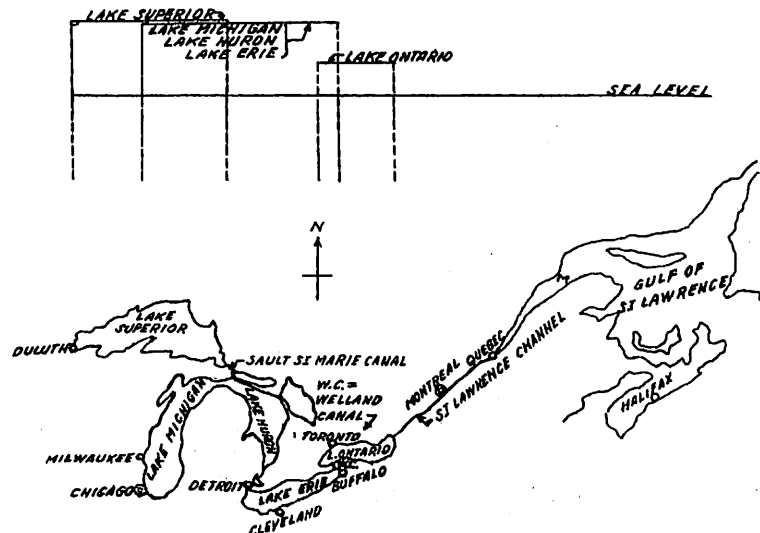 LAKE SUPERIOR
LAKE MICHIGAN
LAKE HURON
LAKE ERIE
LAKE ONTARIO
SEA LEVEL
N
GULF OF
St LAWRENCE
LAKE
SUPERIOR
DULUTH
SAULT St MARIE CANAL
MONTREAL
QUEBEC
St LAWRENCE CHANNEL
W.C.=
WELLAND
CANAL
HALIFAX
LAKE MICHIGAN
LAKE HURON
TORONTO
L. ONTARIO
MILWAUKEE
CHICAGO
DETROIT
LAKE ERIE
W.C.
BUFFALO
CLEVELAND